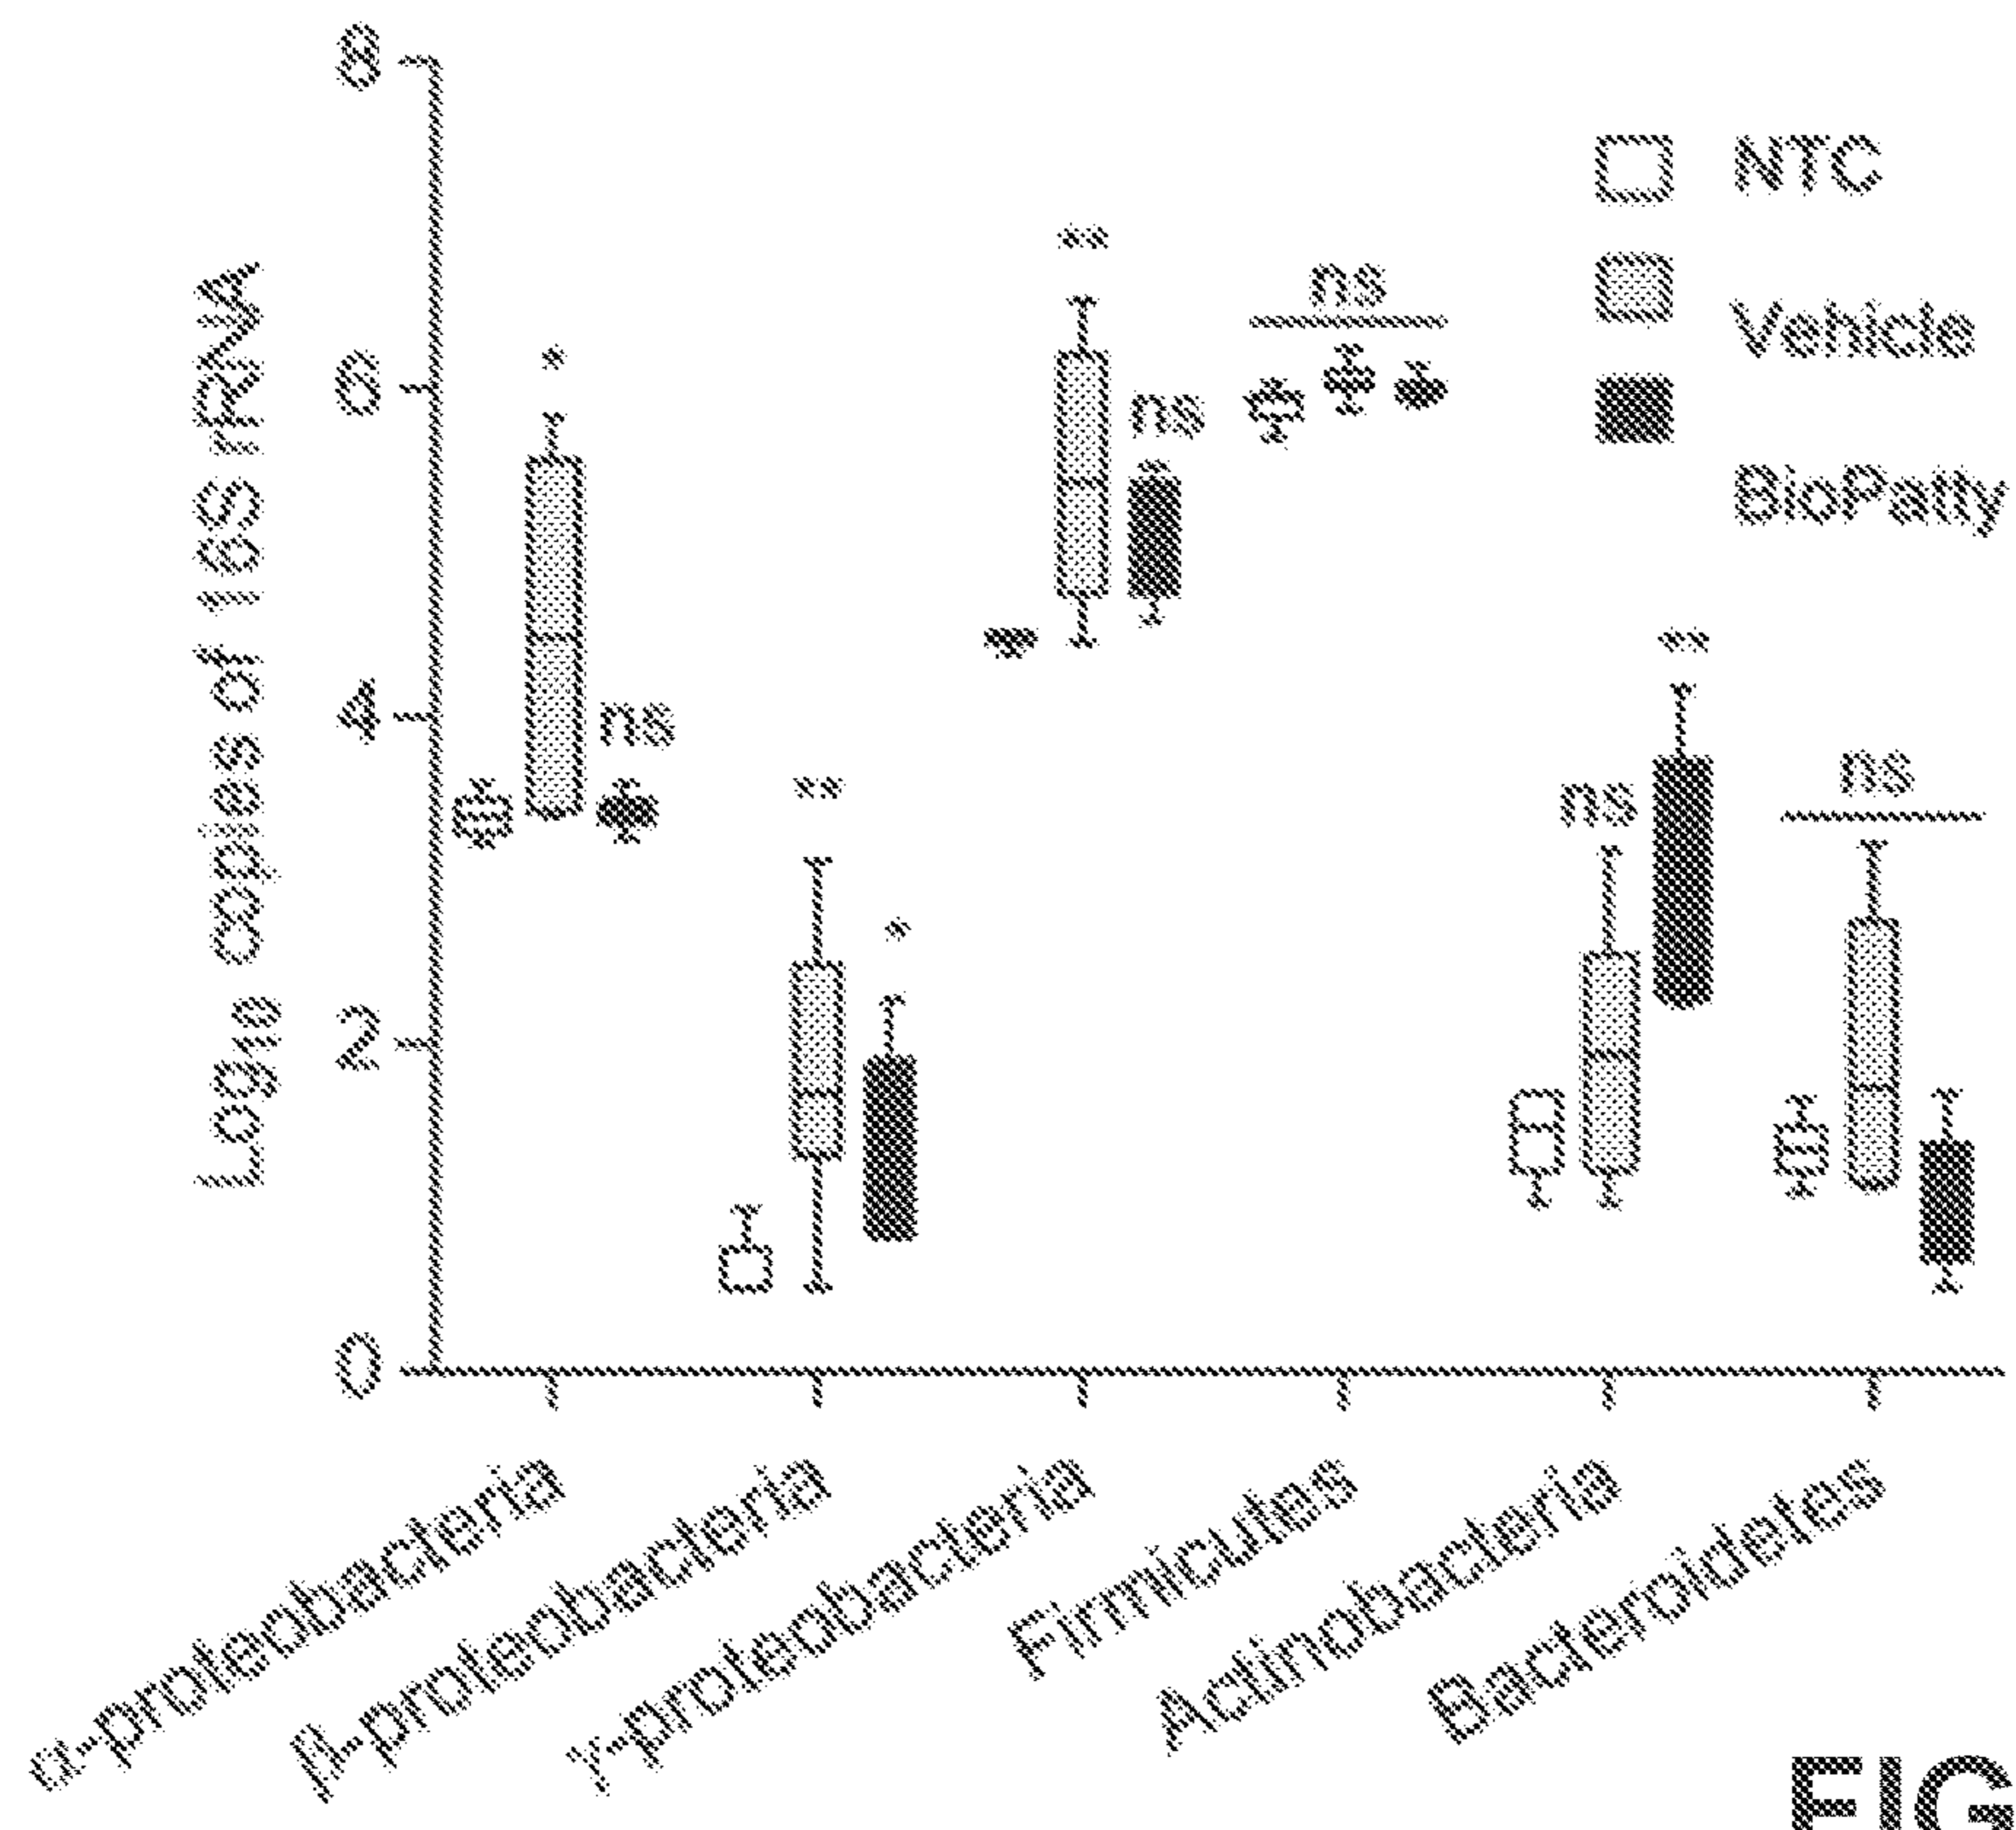 Log10 copies of 16S rRNA
8
6
4
2
0
*
ns
**
*
**
ns
ns
ns
**
ns
NTC
Vehicle
BioPatty
α-proteobacteria
β-proteobacteria
γ-proteobacteria
Firmicutes
Actinobacteria
Bacteroidetes
FIG